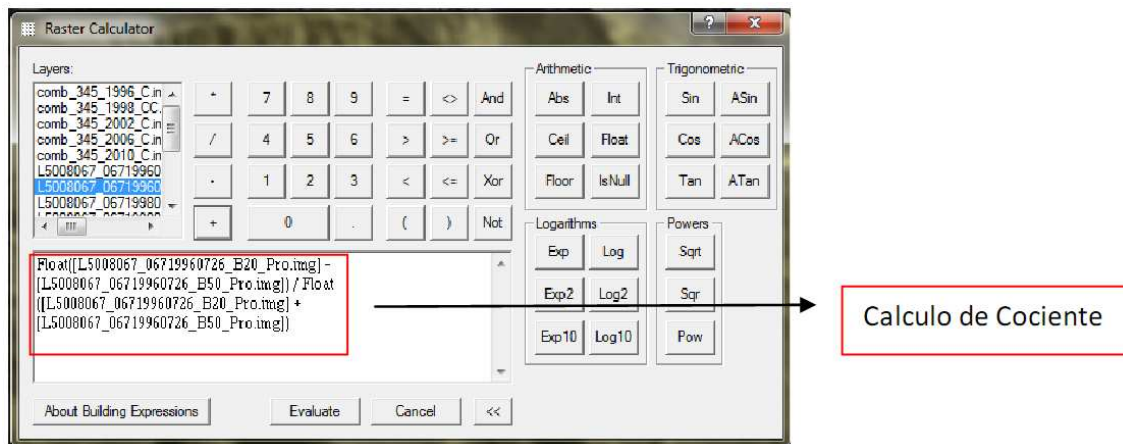 Raster Calculator
?
X
Layers:
comb_345_1996_C.in
comb_345_1998_CC.
comb_345_2002_C.in
comb_345_2006_C.in
comb_345_2010_C.in
L5008067_06719960
L5008067_06719960
L5008067_06719980
* 7 8 9 = <> And
/ 4 5 6 > >= Or
- 1 2 3 < <= Xor
+ 0 . ( ) Not
Arithmetic
Abs Int
Ceil Float
Floor IsNull
Trigonometric
Sin ASin
Cos ACos
Tan ATan
Logarithms
Exp Log
Exp2 Log2
Exp10 Log10
Powers
Sqrt
Sqr
Pow
Float([L5008067_06719960726_B20_Pro.img] -
[L5008067_06719960726_B50_Pro.img]) / Float
([L5008067_06719960726_B20_Pro.img] +
[L5008067_06719960726_B50_Pro.img])
About Building Expressions
Evaluate
Cancel
<<
Calculo de Cociente